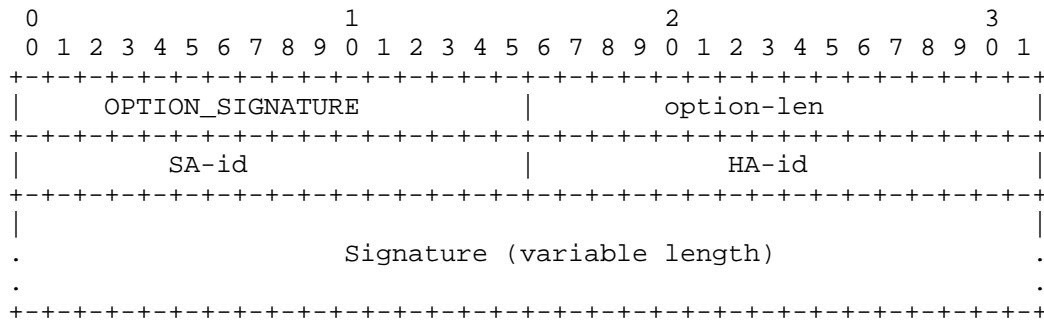 0                   1                   2                   3
 0 1 2 3 4 5 6 7 8 9 0 1 2 3 4 5 6 7 8 9 0 1 2 3 4 5 6 7 8 9 0 1
+-+-+-+-+-+-+-+-+-+-+-+-+-+-+-+-+-+-+-+-+-+-+-+-+-+-+-+-+-+-+-+-+
|     OPTION_SIGNATURE          |        option-len             |
+-+-+-+-+-+-+-+-+-+-+-+-+-+-+-+-+-+-+-+-+-+-+-+-+-+-+-+-+-+-+-+-+
|         SA-id                 |            HA-id              |
+-+-+-+-+-+-+-+-+-+-+-+-+-+-+-+-+-+-+-+-+-+-+-+-+-+-+-+-+-+-+-+-+
|                                                               |
.                    Signature (variable length)                .
.                                                               .
+-+-+-+-+-+-+-+-+-+-+-+-+-+-+-+-+-+-+-+-+-+-+-+-+-+-+-+-+-+-+-+-+